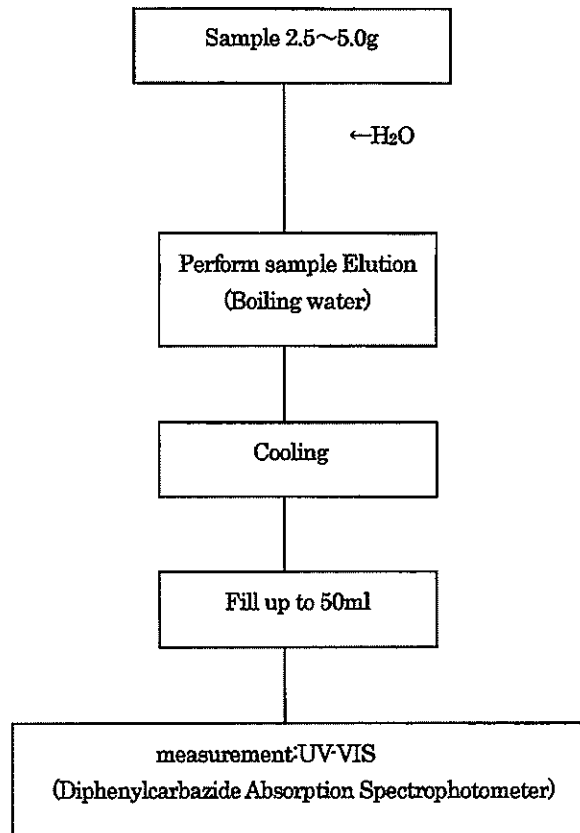 Sample 2.5～5.0g
←H₂O
Perform sample Elution
(Boiling water)
Cooling
Fill up to 50ml
measurement:UV-VIS
(Diphenylcarbazide Absorption Spectrophotometer)